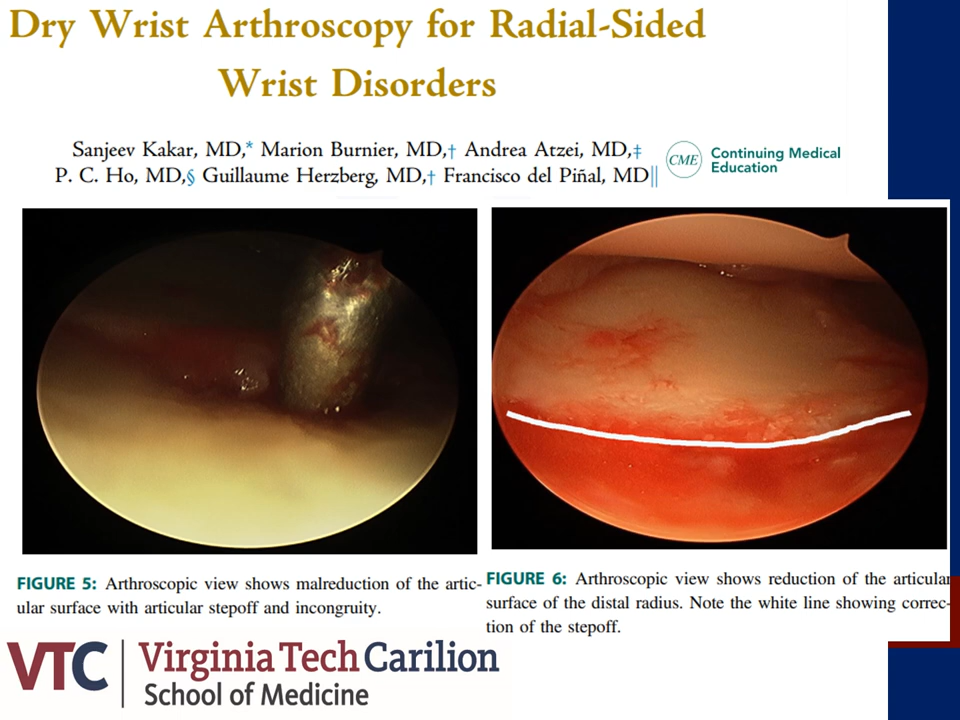 Dry Wrist Arthroscopy for Radial-Sided
Wrist Disorders
Sanjeev Kakar, MD,* Marion Burnier, MD,† Andrea Atzei, MD,‡
P. C. Ho, MD,§ Guillaume Herzberg, MD,† Francisco del Piñal, MD||
CME
Continuing Medical
Education
FIGURE 5: Arthroscopic view shows malreduction of the artic-
ular surface with articular stepoff and incongruity.
FIGURE 6: Arthroscopic view shows reduction of the articular
surface of the distal radius. Note the white line showing correc-
tion of the stepoff.
VTC
Virginia Tech Carilion
School of Medicine